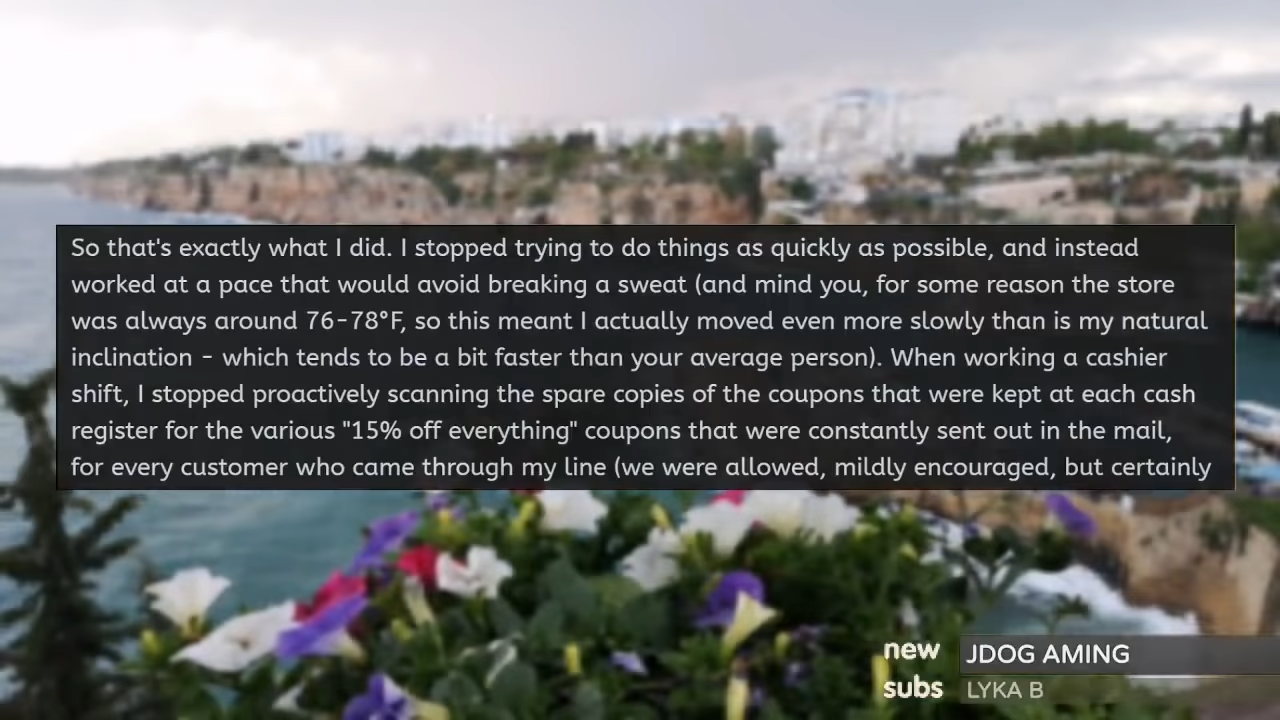 So that's exactly what I did. I stopped trying to do things as quickly as possible, and instead
worked at a pace that would avoid breaking a sweat (and mind you, for some reason the store
was always around 76-78°F, so this meant I actually moved even more slowly than is my natural
inclination - which tends to be a bit faster than your average person). When working a cashier
shift, I stopped proactively scanning the spare copies of the coupons that were kept at each cash
register for the various "15% off everything" coupons that were constantly sent out in the mail,
for every customer who came through my line (we were allowed, mildly encouraged, but certainly
new
subs
JDOG AMING
LYKA B